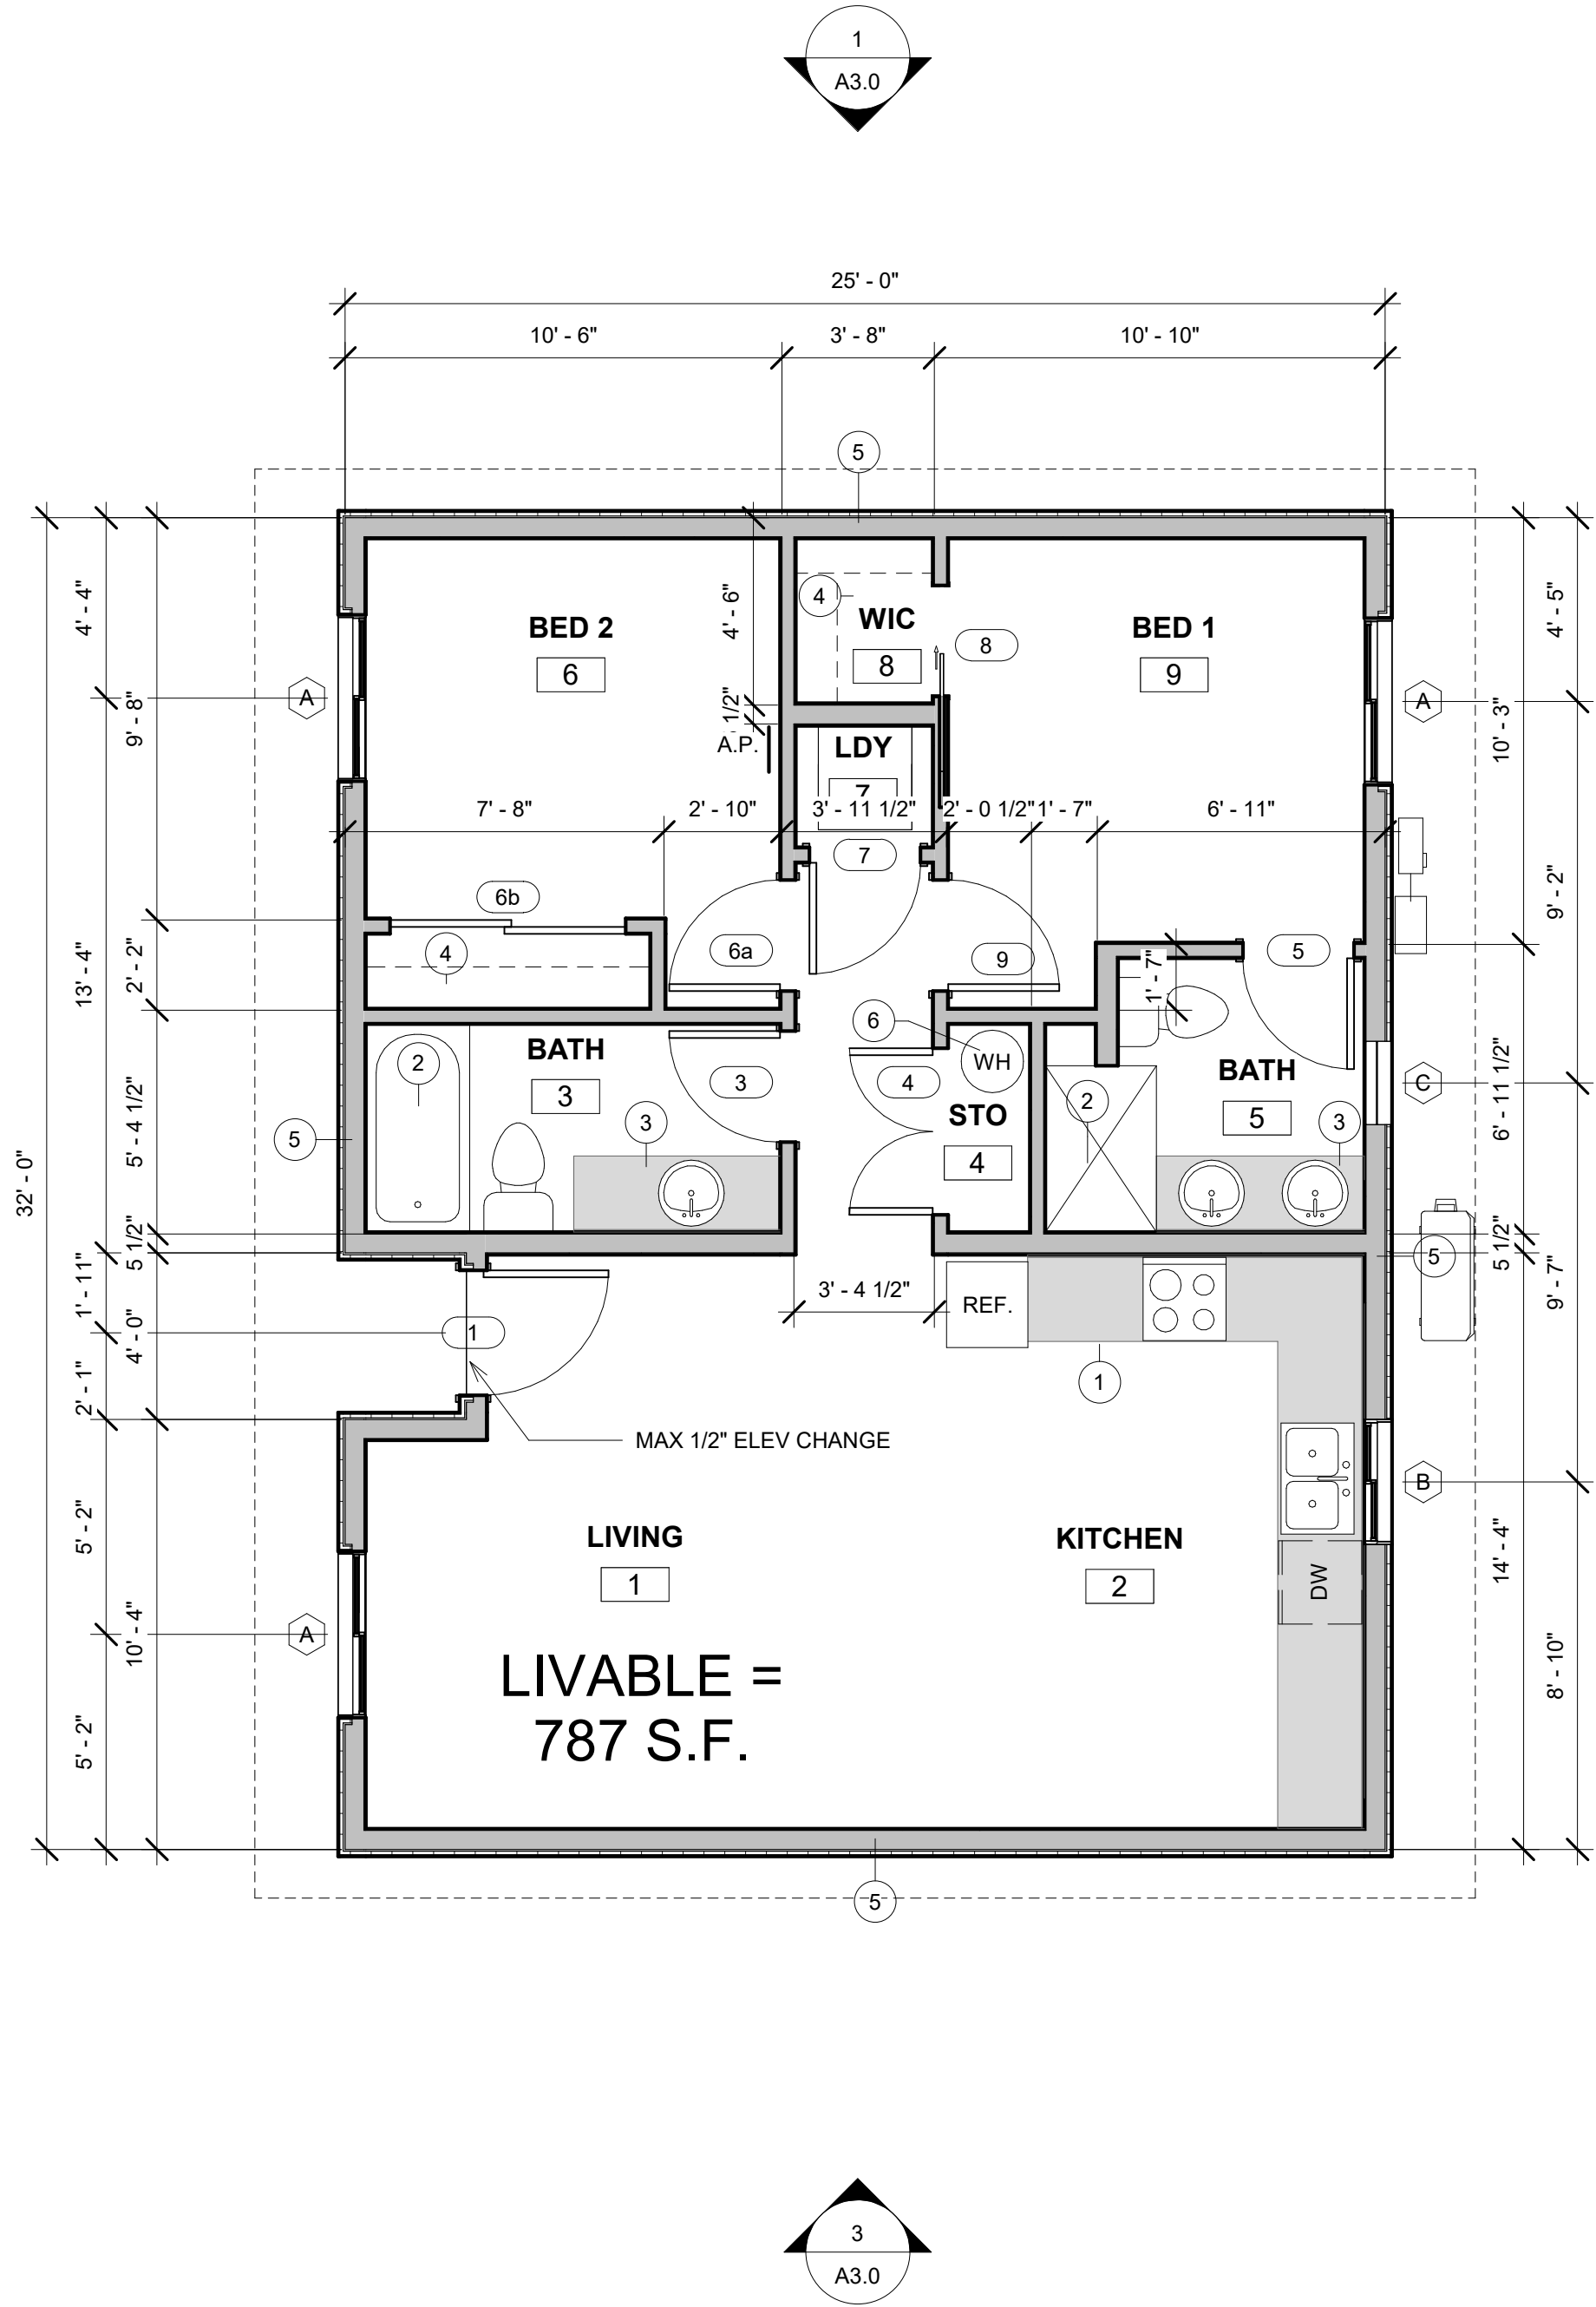 1
A3.0
25' - 0"
10' - 6"
3' - 8"
10' - 10"
5
4' - 4"
4' - 5"
4' - 6"
4
WIC
8
8
BED 2
6
BED 1
9
A
A
9' - 8"
10' - 3"
1/2"
A.P.
LDY
7
7' - 8"
2' - 10"
3' - 11 1/2"
2' - 0 1/2"
1' - 7"
6' - 11"
7
6b
9' - 2"
4
6a
9
5
13' - 4"
2' - 2"
1' - 7"
6
BATH
3
2
3
4
WH
STO
4
BATH
5
2
3
C
3
5
5' - 4 1/2"
6' - 11 1/2"
32' - 0"
5 1/2"
5 1/2"
5
1' - 11"
4' - 0"
2' - 1"
9' - 7"
3' - 4 1/2"
REF.
1
1
MAX 1/2" ELEV CHANGE
B
5' - 2"
14' - 4"
LIVING
1
KITCHEN
2
DW
A
10' - 4"
LIVABLE =
787 S.F.
8' - 10"
5' - 2"
5
3
A3.0